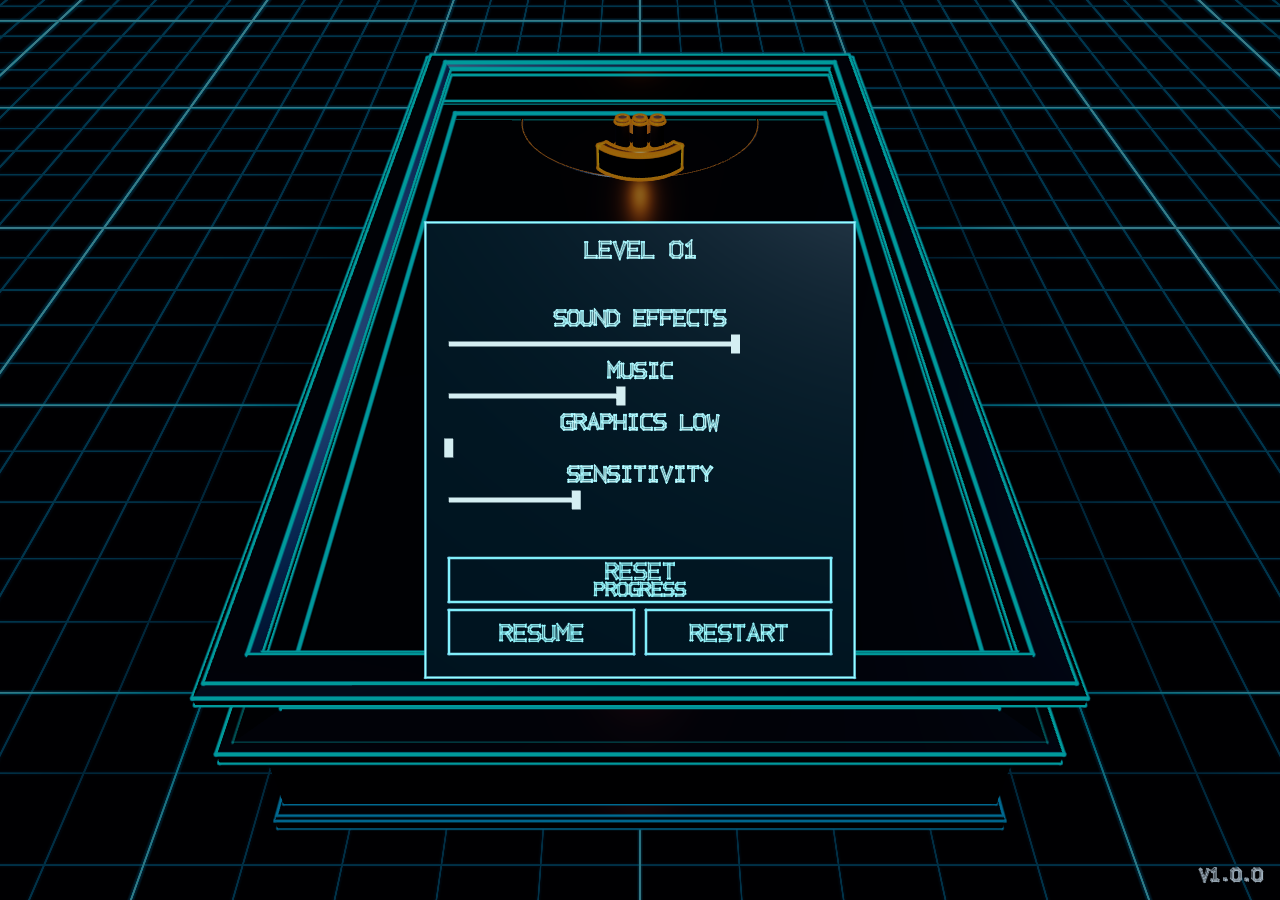 LEVEL 01
SOUND EFFECTS
MUSIC
GRAPHICS LOW
SENSITIVITY
RESET
PROGRESS
RESUME
RESTART
V1.0.0